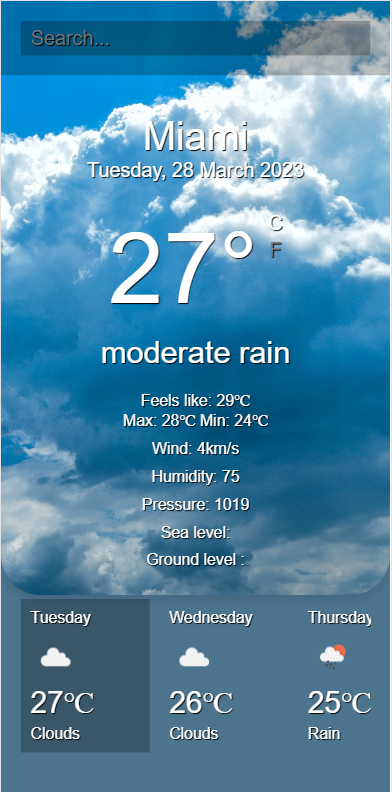 Search...
Miami
Tuesday, 28 March 2023
27° C
F
moderate rain
Feels like: 29℃
Max: 28℃ Min: 24℃
Wind: 4km/s
Humidity: 75
Pressure: 1019
Sea level:
Ground level :
Tuesday Wednesday Thursday
27℃ 26℃ 25℃
Clouds Clouds Rain